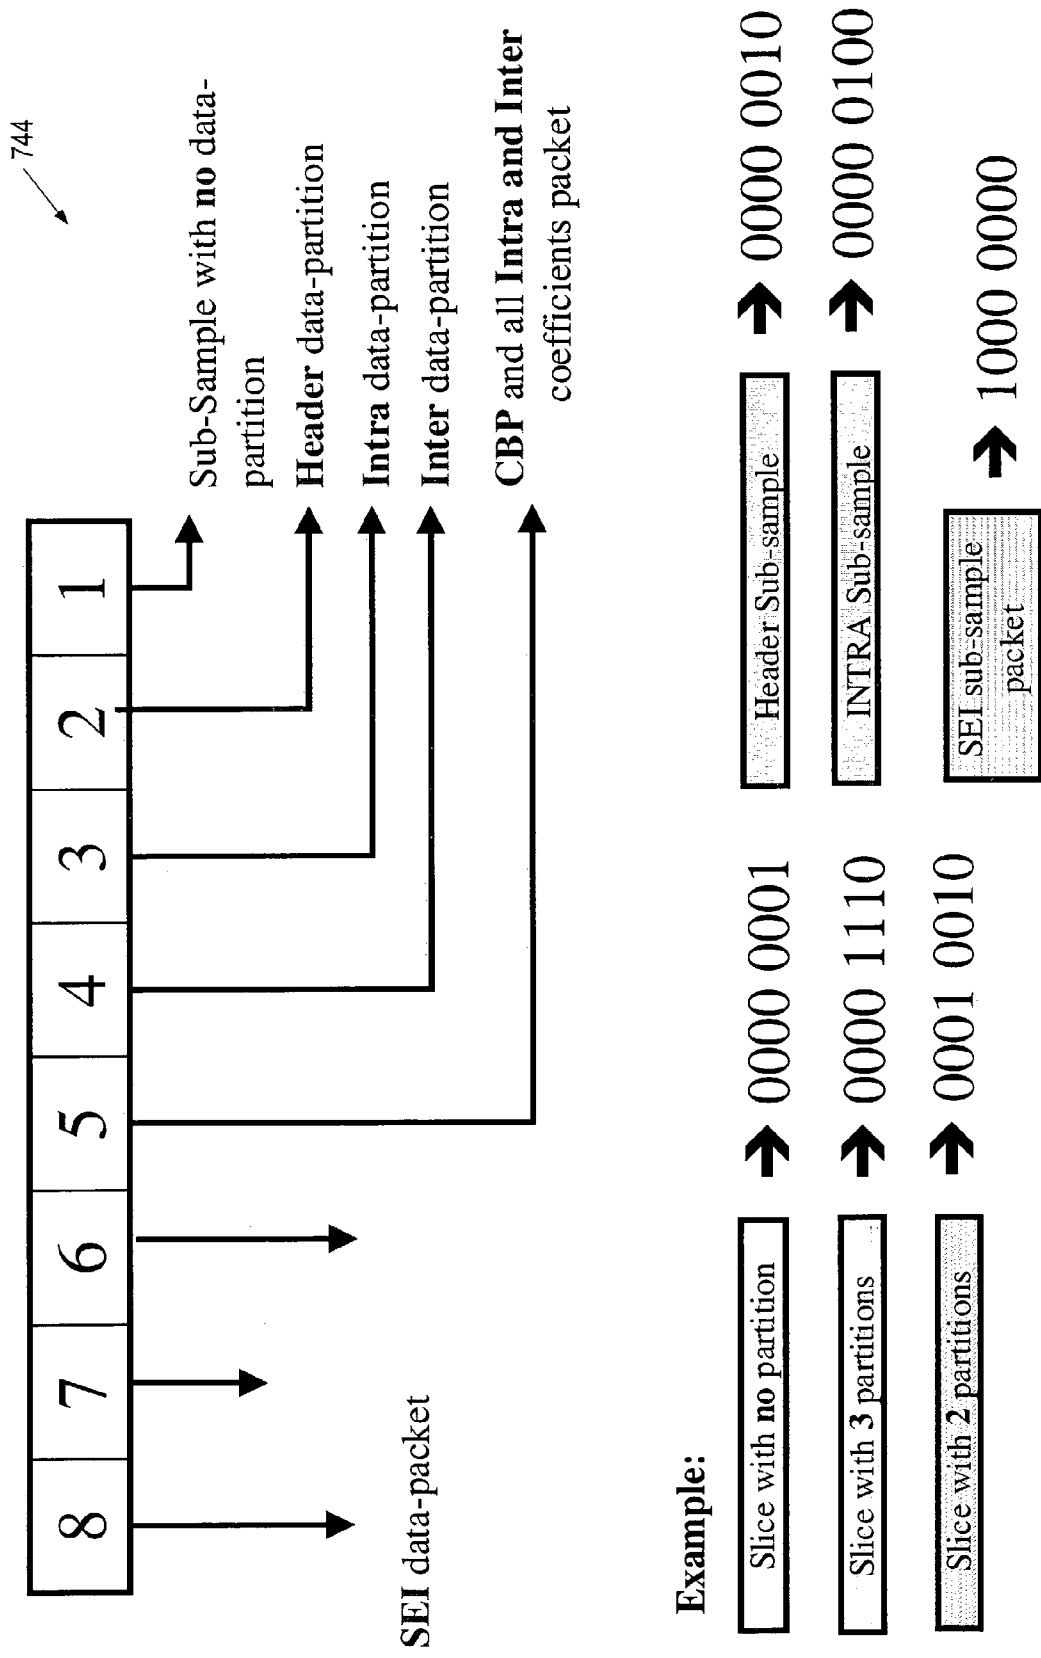 744
8 7 6 5 4 3 2 1
Sub-Sample with no data-
partition
Header data-partition
Intra data-partition
Inter data-partition
CBP and all Intra and Inter
coefficients packet
SEI data-packet
Example:
Slice with no partition → 0000 0001
Slice with 3 partitions → 0000 1110
Slice with 2 partitions → 0001 0010
Header Sub-sample → 0000 0010
INTRA Sub-sample → 0000 0100
SEI sub-sample
packet → 1000 0000